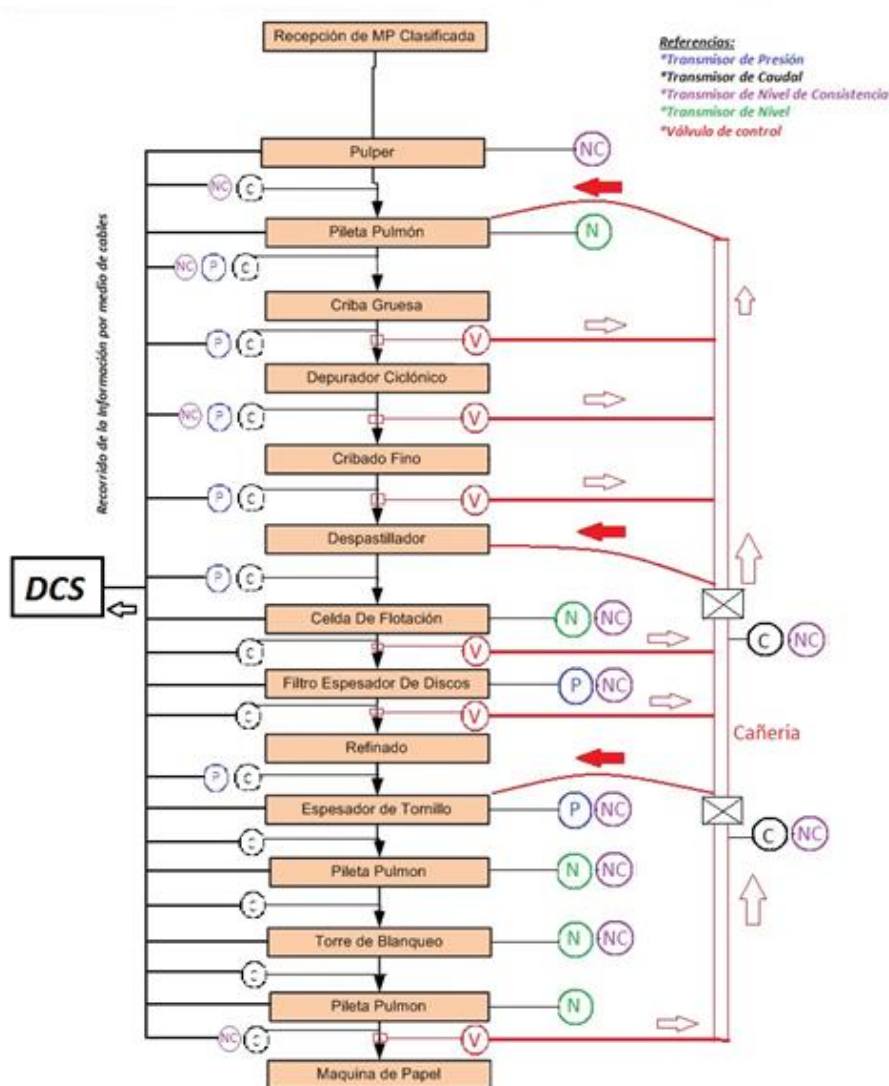 Recepción de MP Clasificada
Referencias:
*Transmisor de Presión
*Transmisor de Caudal
*Transmisor de Nivel de Consistencia
*Transmisor de Nivel
*Válvula de control
Pulper
NC
NC C
Pileta Pulmón
N
NC P C
Criba Gruesa
P C
V
Depurador Ciclónico
NC P C
V
Cribado Fino
P C
V
Despastillador
P C
Recorrido de la Información por medio de cables
DCS
Celda De Flotación
N NC
C NC
C
V
Filtro Espesador De Discos
P NC
C
V
Cañeria
Refinado
P C
Espesador de Tornillo
P NC
C NC
C
Pileta Pulmon
N NC
C
Torre de Blanqueo
N NC
C
Pileta Pulmon
N
NC C
V
Maquina de Papel